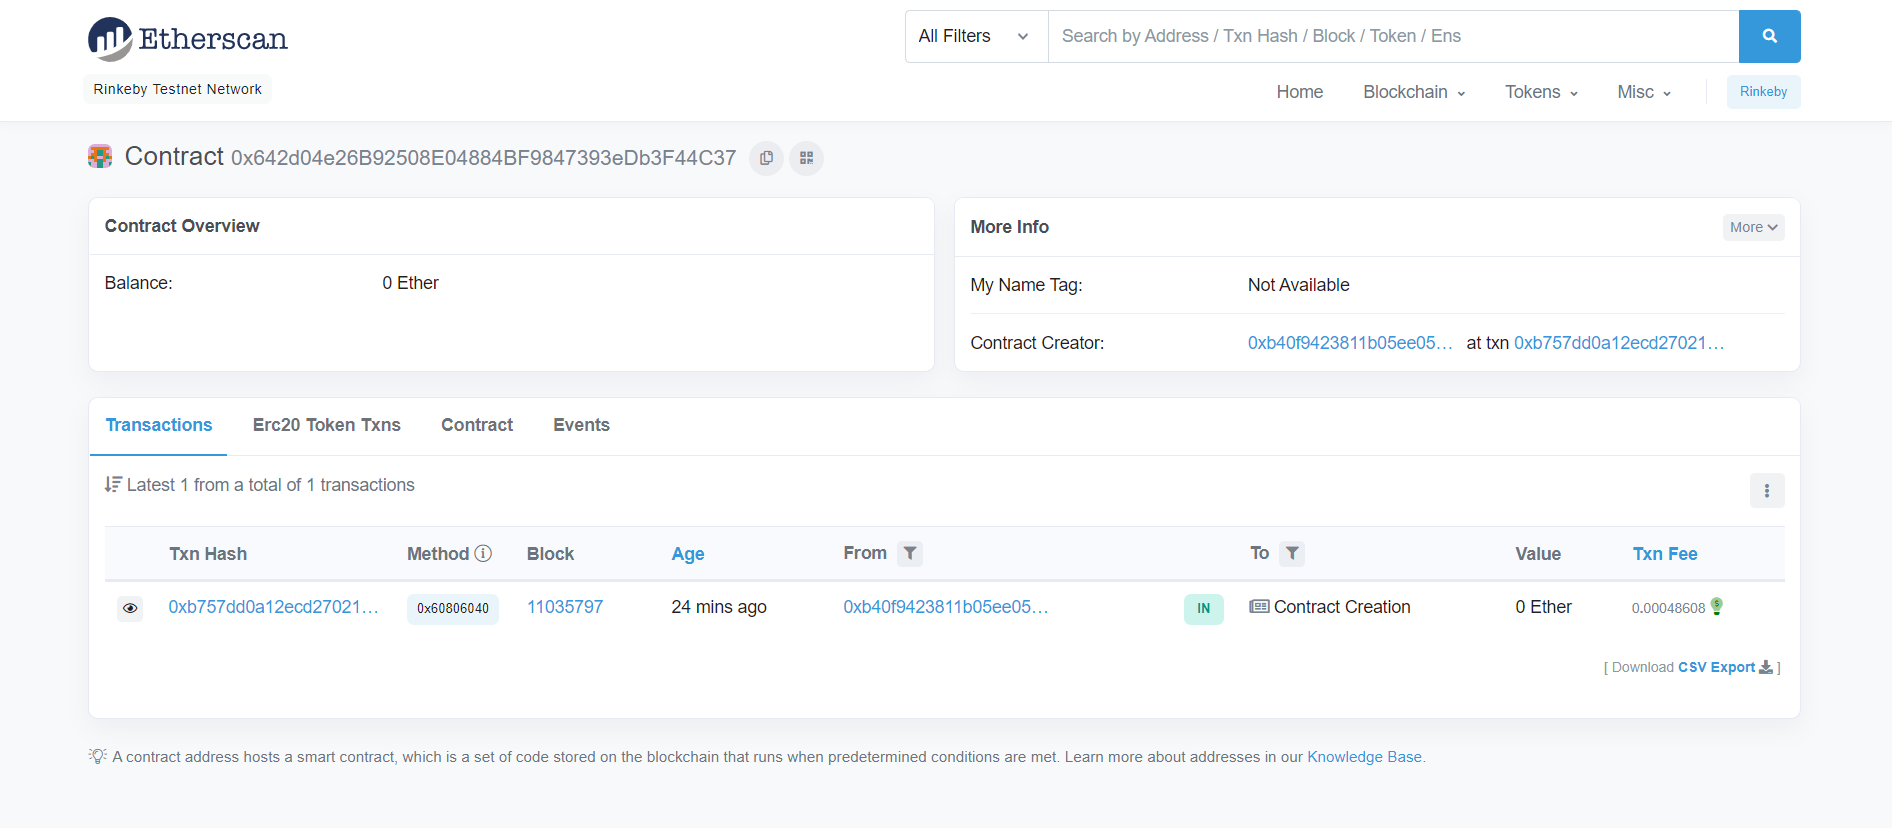 Etherscan
All Filters
Search by Address / Txn Hash / Block / Token / Ens
Rinkeby Testnet Network
Home Blockchain Tokens Misc Rinkeby
Contract 0x642d04e26B92508E04884BF9847393eDb3F44C37
Contract Overview
Balance: 0 Ether
More Info More
My Name Tag: Not Available
Contract Creator: 0xb40f9423811b05ee05... at txn 0xb757dd0a12ecd27021...
Transactions Erc20 Token Txns Contract Events
Latest 1 from a total of 1 transactions
Txn Hash Method Block Age From To Value Txn Fee
0xb757dd0a12ecd27021... 0x60806040 11035797 24 mins ago 0xb40f9423811b05ee05... IN Contract Creation 0 Ether 0.00048608
[ Download CSV Export ]
A contract address hosts a smart contract, which is a set of code stored on the blockchain that runs when predetermined conditions are met. Learn more about addresses in our Knowledge Base.